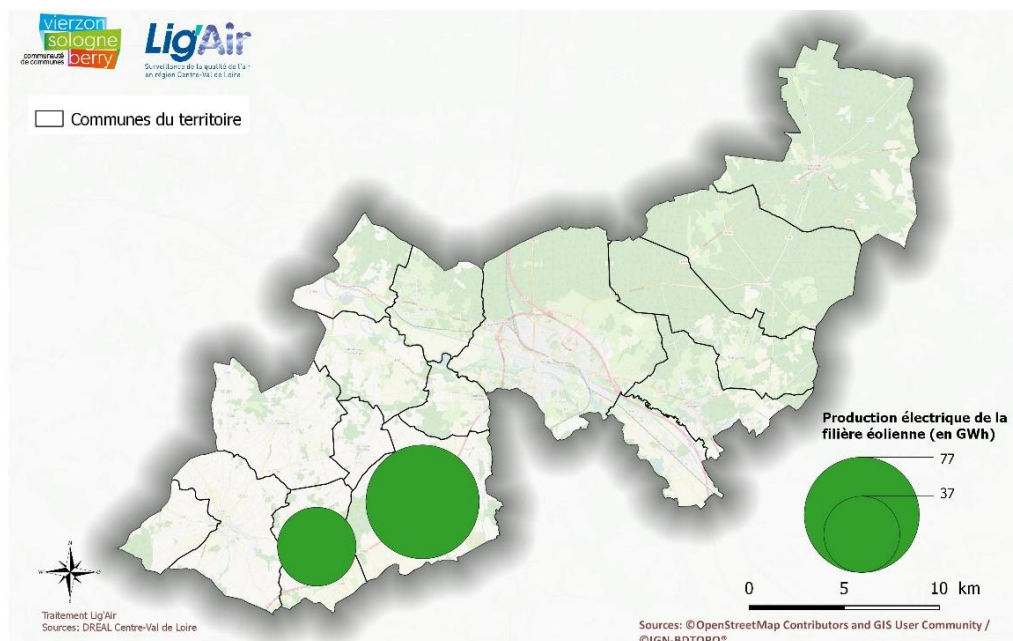 vierzon
sologne
communauté
de communes berry
Lig'Air
Surveillance de la qualité de l'air
en région Centre-Val de Loire
Communes du territoire
Production électrique de la
filière éolienne (en GWh)
77
37
N
0 5 10 km
Traitement Lig'Air
Sources: DREAL Centre-Val de Loire
Sources: ©OpenStreetMap Contributors and GIS User Community /
©IGN-BDTOPO®